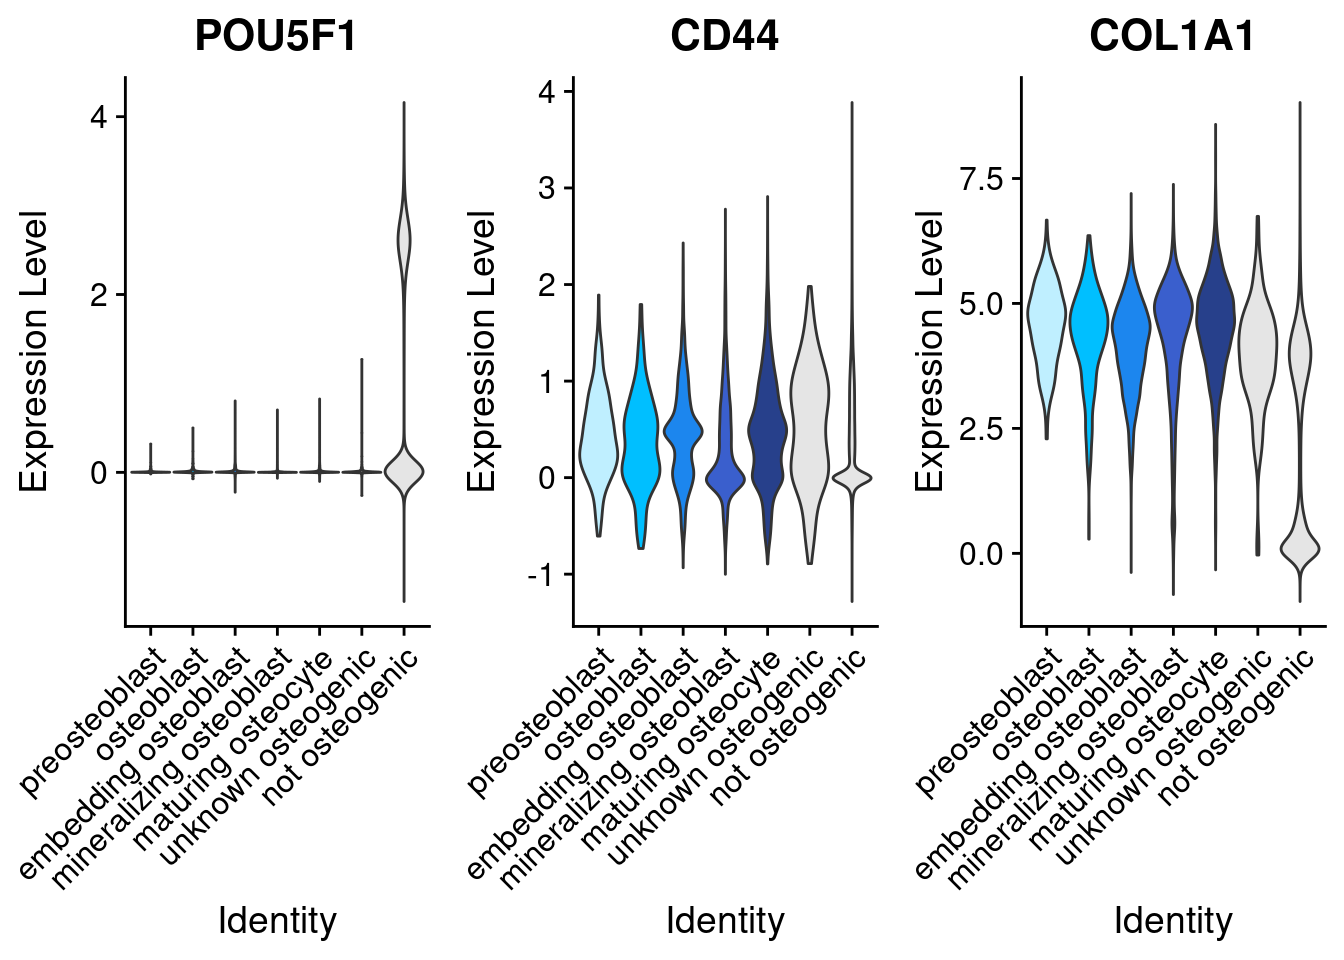 POU5F1
Expression Level
4
2
0
preosteoblast
osteoblast
embedding osteoblast
mineralizing osteoblast
maturing osteocyte
unknown osteogenic
not osteogenic
Identity
CD44
Expression Level
4
3
2
1
0
-1
preosteoblast
osteoblast
embedding osteoblast
mineralizing osteoblast
maturing osteocyte
unknown osteogenic
not osteogenic
Identity
COL1A1
Expression Level
7.5
5.0
2.5
0.0
preosteoblast
osteoblast
embedding osteoblast
mineralizing osteoblast
maturing osteocyte
unknown osteogenic
not osteogenic
Identity